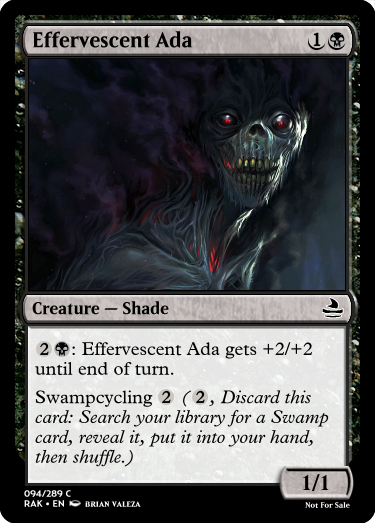 Effervescent Ada 1
Creature — Shade
2 : Effervescent Ada gets +2/+2
until end of turn.
Swampcycling 2 ( 2, Discard this
card: Search your library for a Swamp
card, reveal it, put it into your hand,
then shuffle.)
1/1
094/289 C
RAK • EN BRIAN VALEZA
Not For Sale